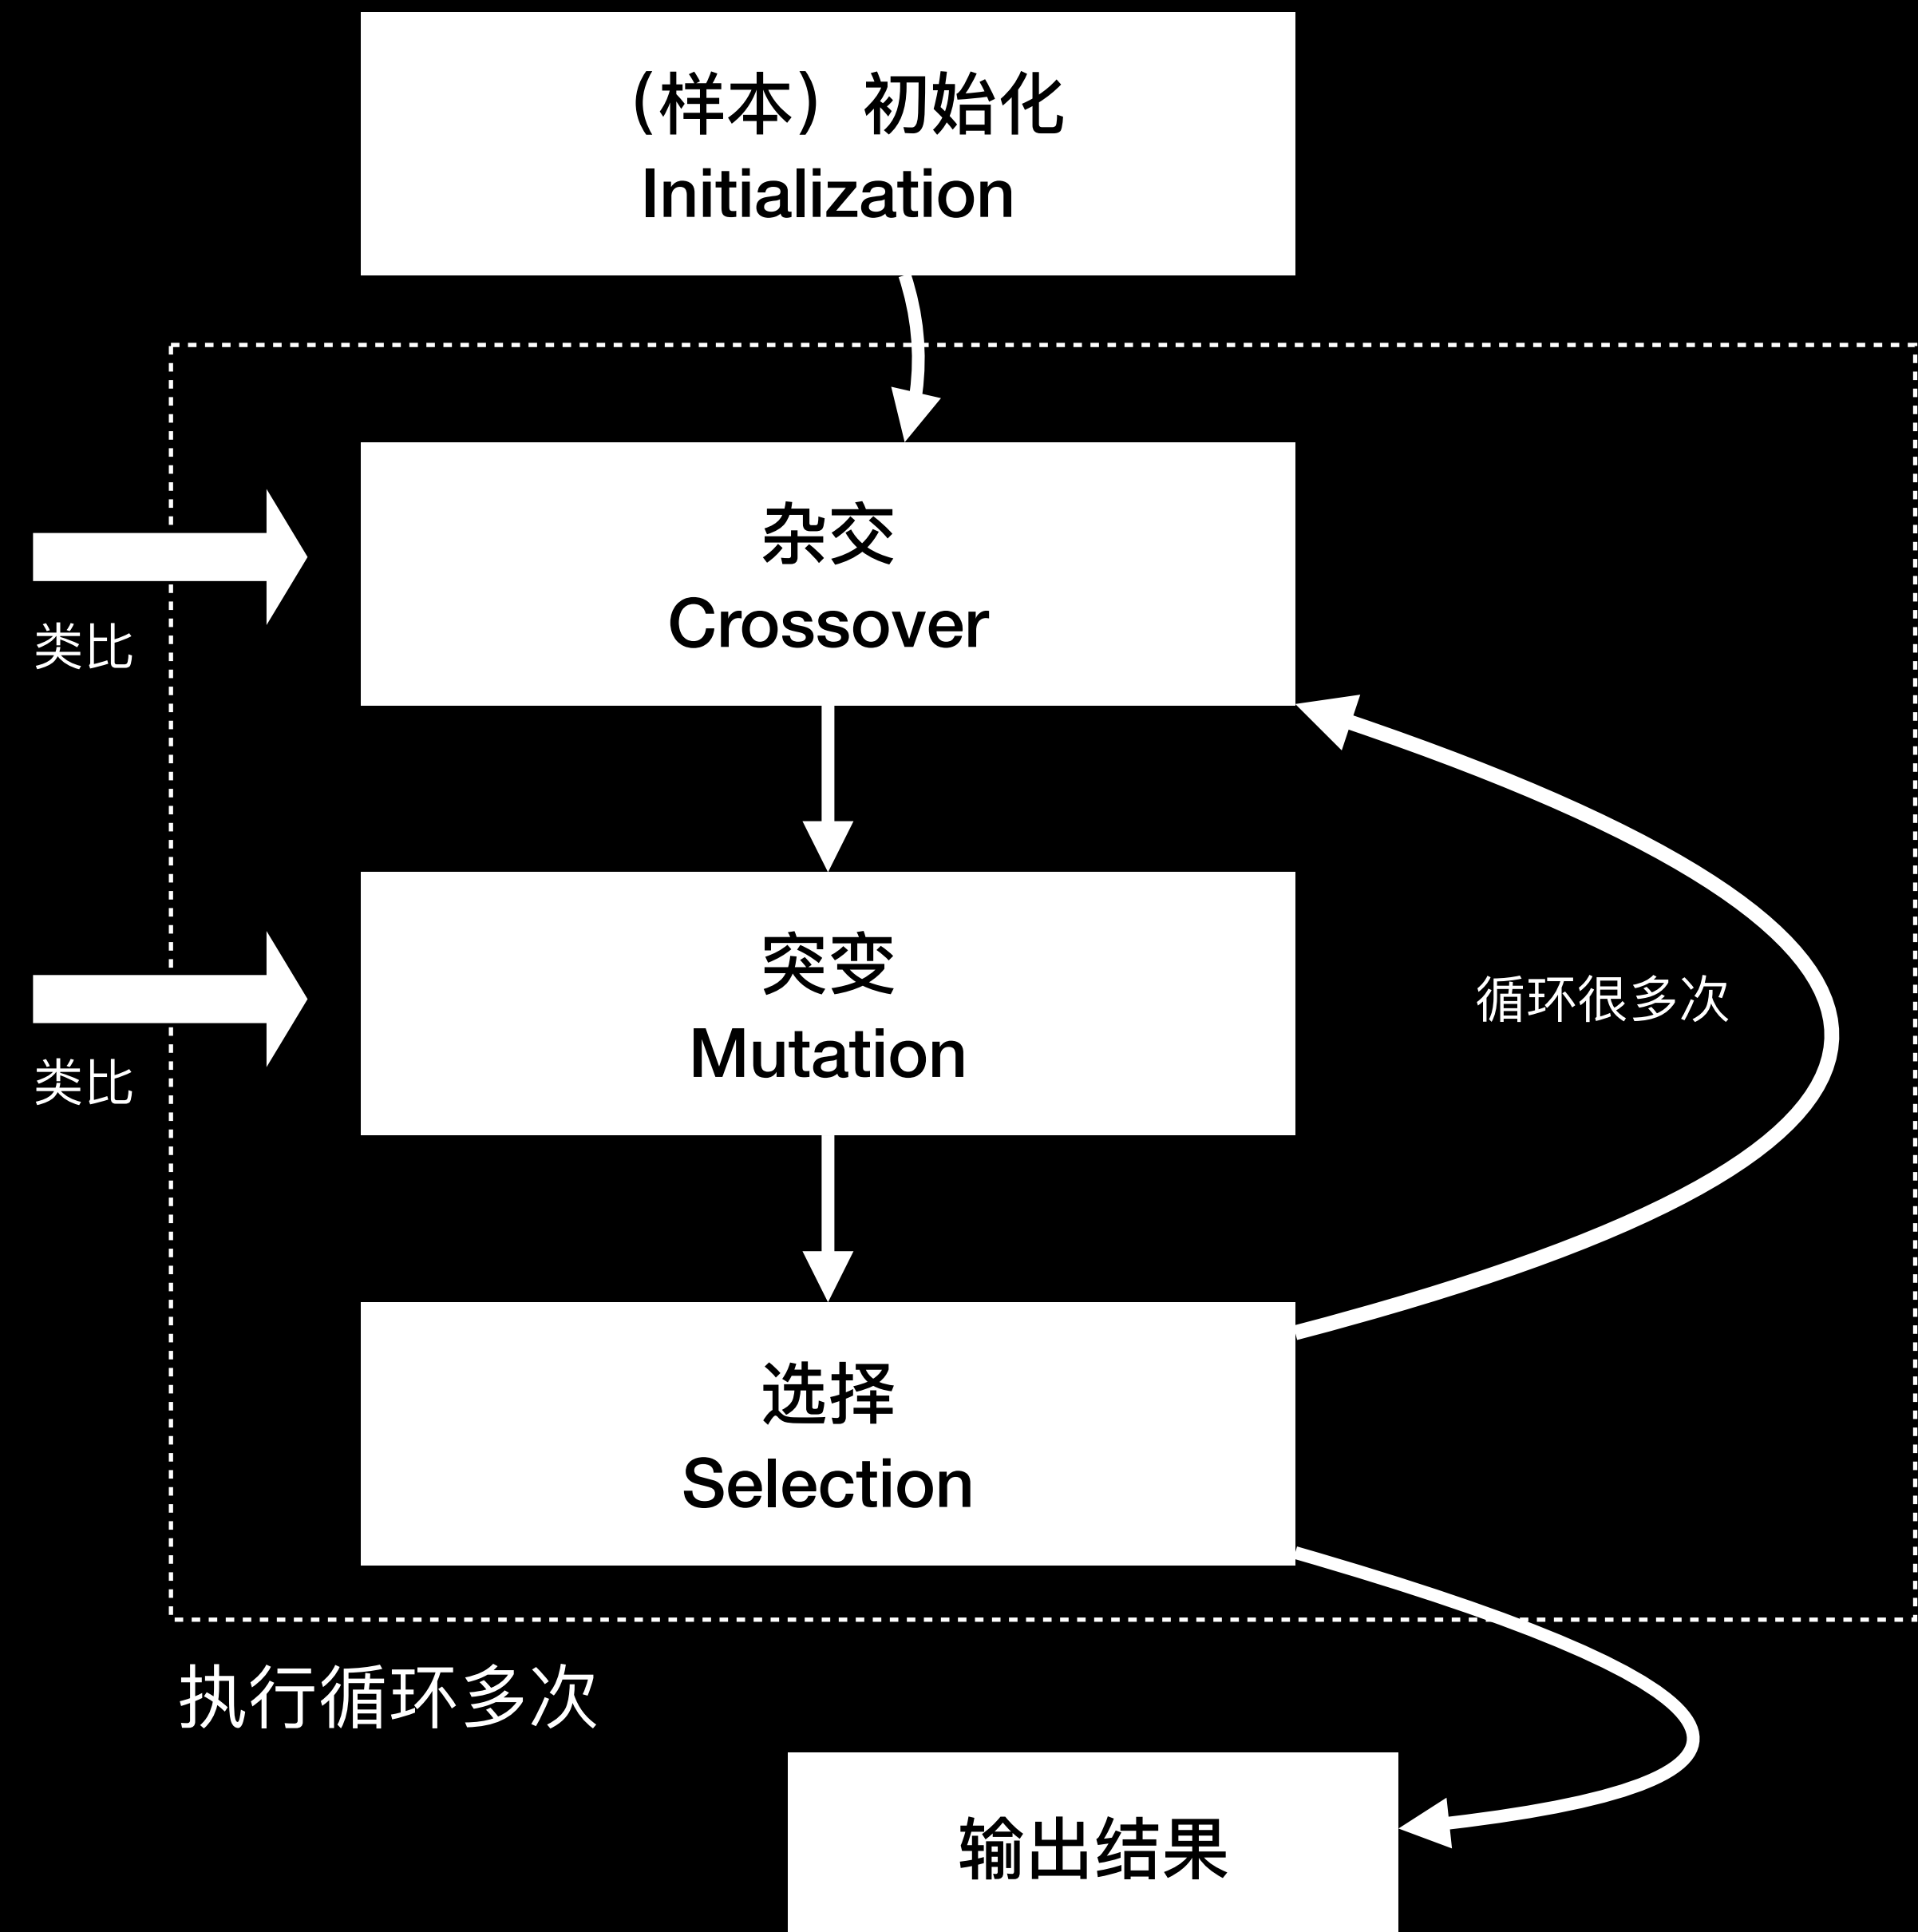 （样本）初始化
Initialization
杂交
Crossover
类比
突变
Mutation
循环很多次
类比
选择
Selection
执行循环多次
输出结果